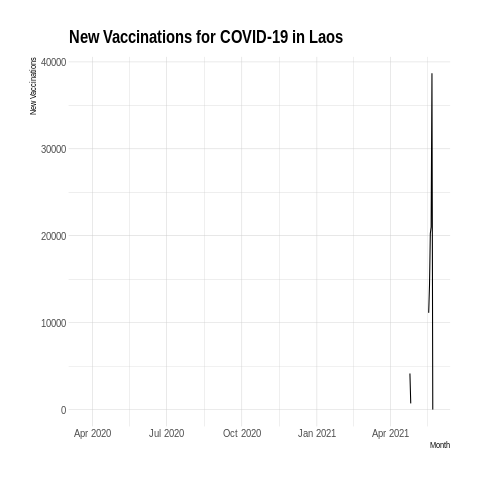 New Vaccinations for COVID-19 in Laos
New Vaccinations
40000
30000
20000
10000
0
Apr 2020 Jul 2020 Oct 2020 Jan 2021 Apr 2021
Month